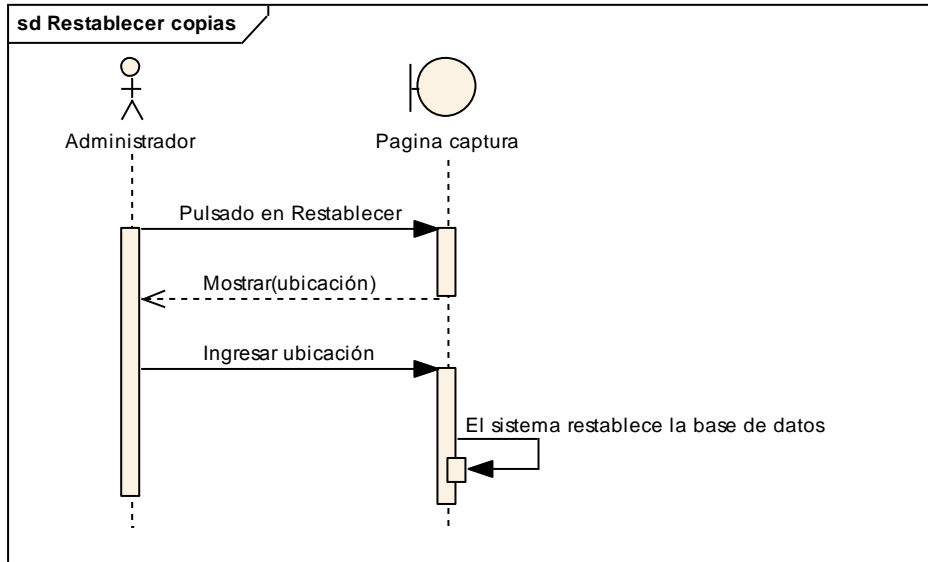 sd Restablecer copias
Administrador
Pagina captura
Pulsado en Restablecer
Mostrar(ubicación)
Ingresar ubicación
El sistema restablece la base de datos